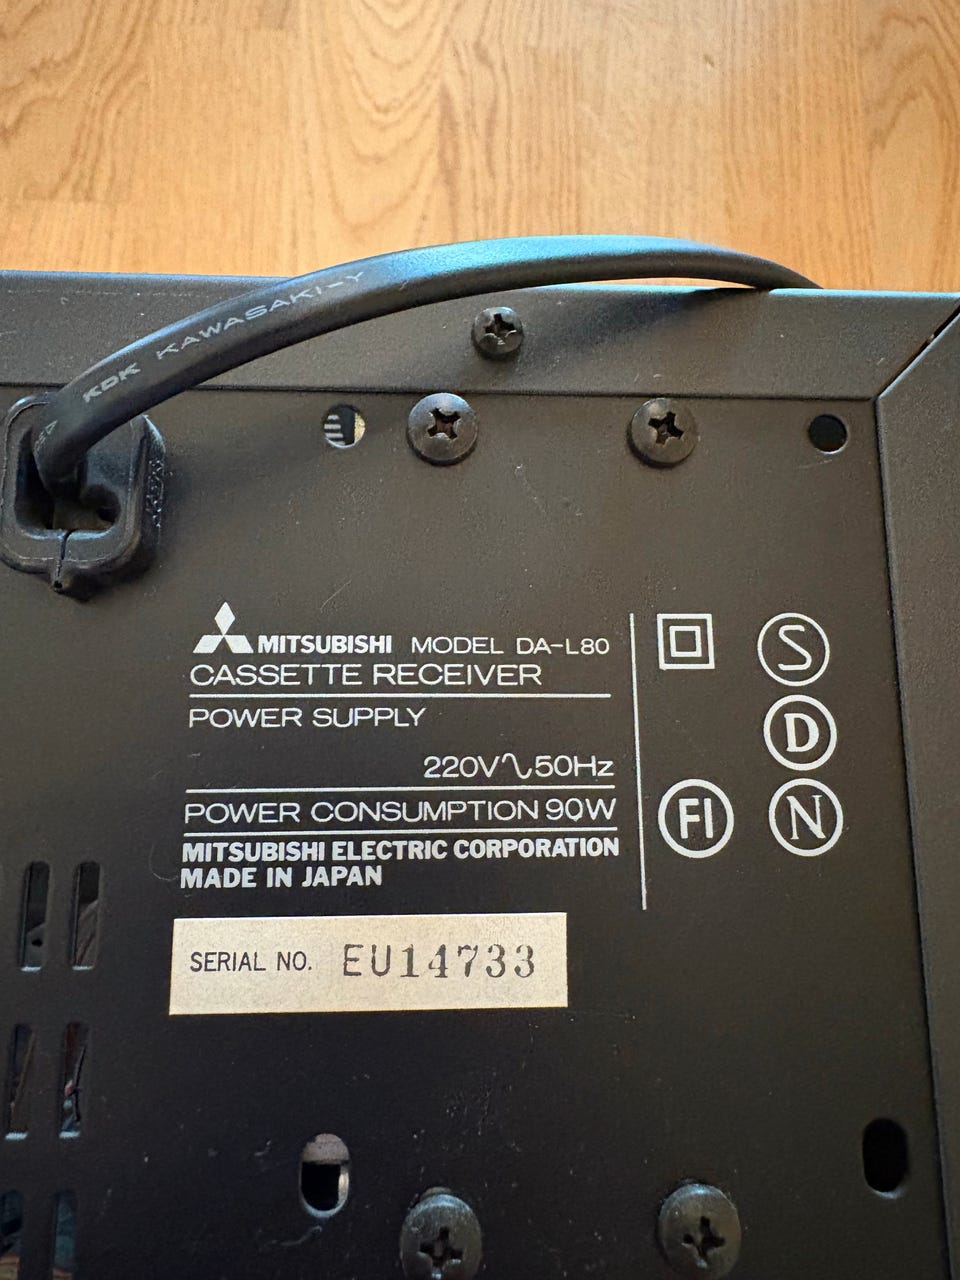 KDK KAWASAKI-Y
MITSUBISHI MODEL DA-L80
CASSETTE RECEIVER
POWER SUPPLY
220V∿50Hz
POWER CONSUMPTION 90W
MITSUBISHI ELECTRIC CORPORATION
MADE IN JAPAN
S
D
FI N
SERIAL NO. EU14733